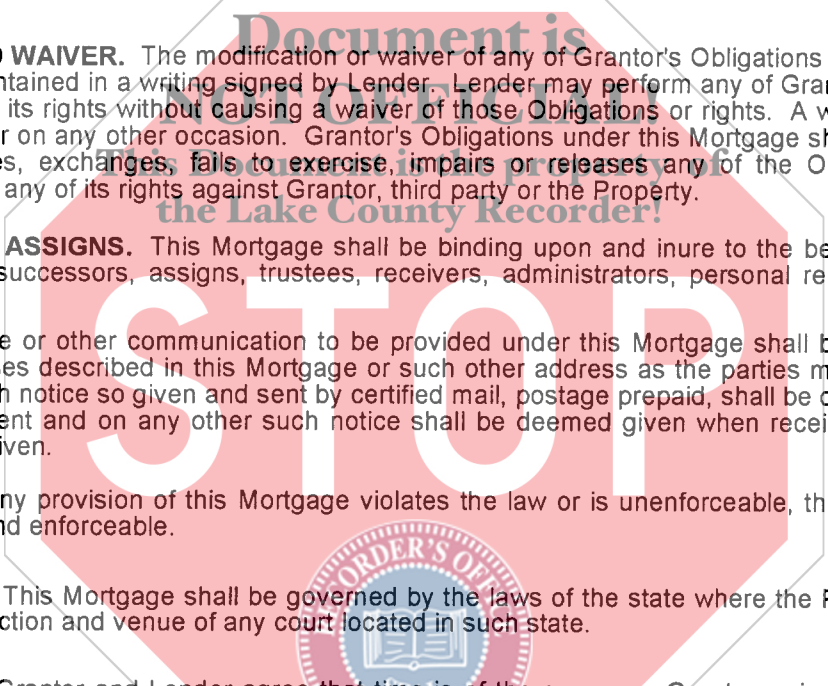 Document is
WAIVER. The modification or waiver of any of Grantor's Obligations
ntained in a writing signed by Lender. Lender may perform any of Gran
NOT OFFICIAL!
its rights without causing a waiver of those Obligations or rights. A w
r on any other occasion. Grantor's Obligations under this Mortgage sh
This Document is the property of
es, exchanges, fails to exercise, impairs or releases any of the O
any of its rights against Grantor, third party or the Property.
the Lake County Recorder!
ASSIGNS. This Mortgage shall be binding upon and inure to the be
successors, assigns, trustees, receivers, administrators, personal re
STOP
e or other communication to be provided under this Mortgage shall b
es described in this Mortgage or such other address as the parties m
h notice so given and sent by certified mail, postage prepaid, shall be d
ent and on any other such notice shall be deemed given when recei
iven.
ny provision of this Mortgage violates the law or is unenforceable, th
nd enforceable.
RECORDER'S OFFICE
This Mortgage shall be governed by the laws of the state where the P
ction and venue of any court located in such state.